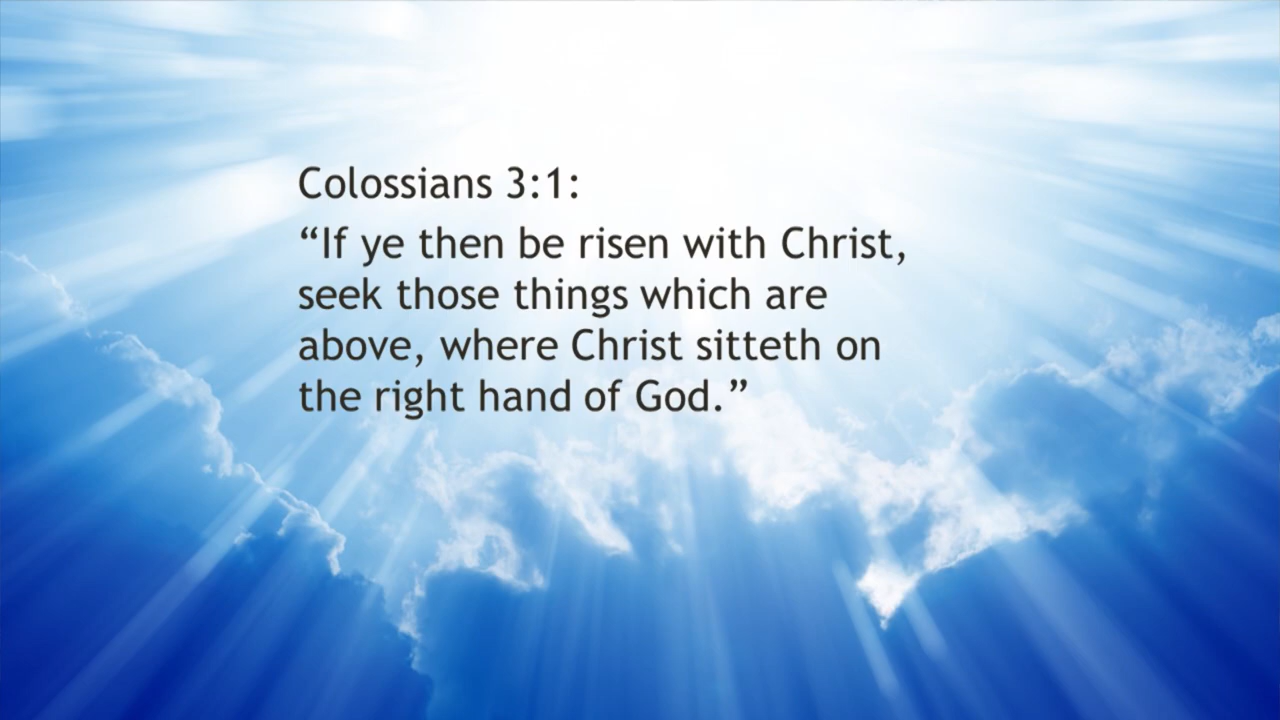 Colossians 3:1:
“If ye then be risen with Christ,
seek those things which are
above, where Christ sitteth on
the right hand of God.”